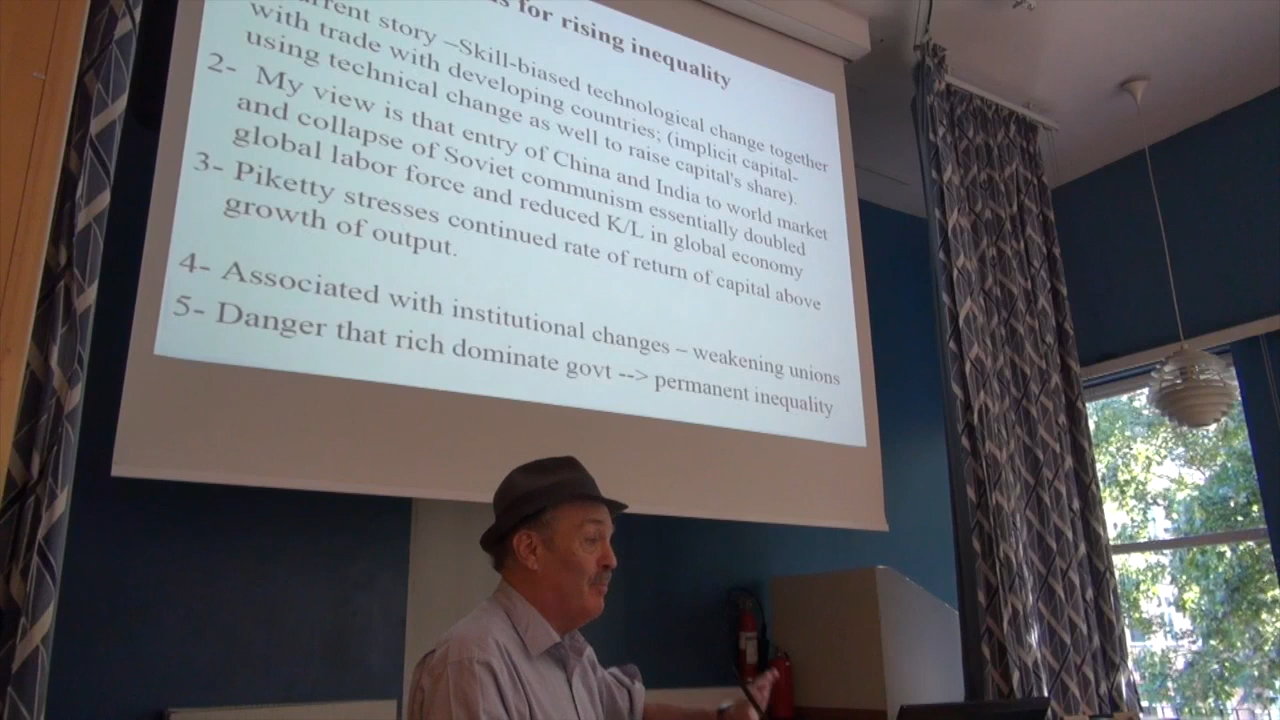 for rising inequality
story –Skill-biased technological change together
with trade with developing countries; (implicit capital-
using technical change as well to raise capital's share).
2- My view is that entry of China and India to world market
and collapse of Soviet communism essentially doubled
global labor force and reduced K/L in global economy
3- Piketty stresses continued rate of return of capital above
growth of output.
4- Associated with institutional changes – weakening unions
5- Danger that rich dominate govt --> permanent inequality